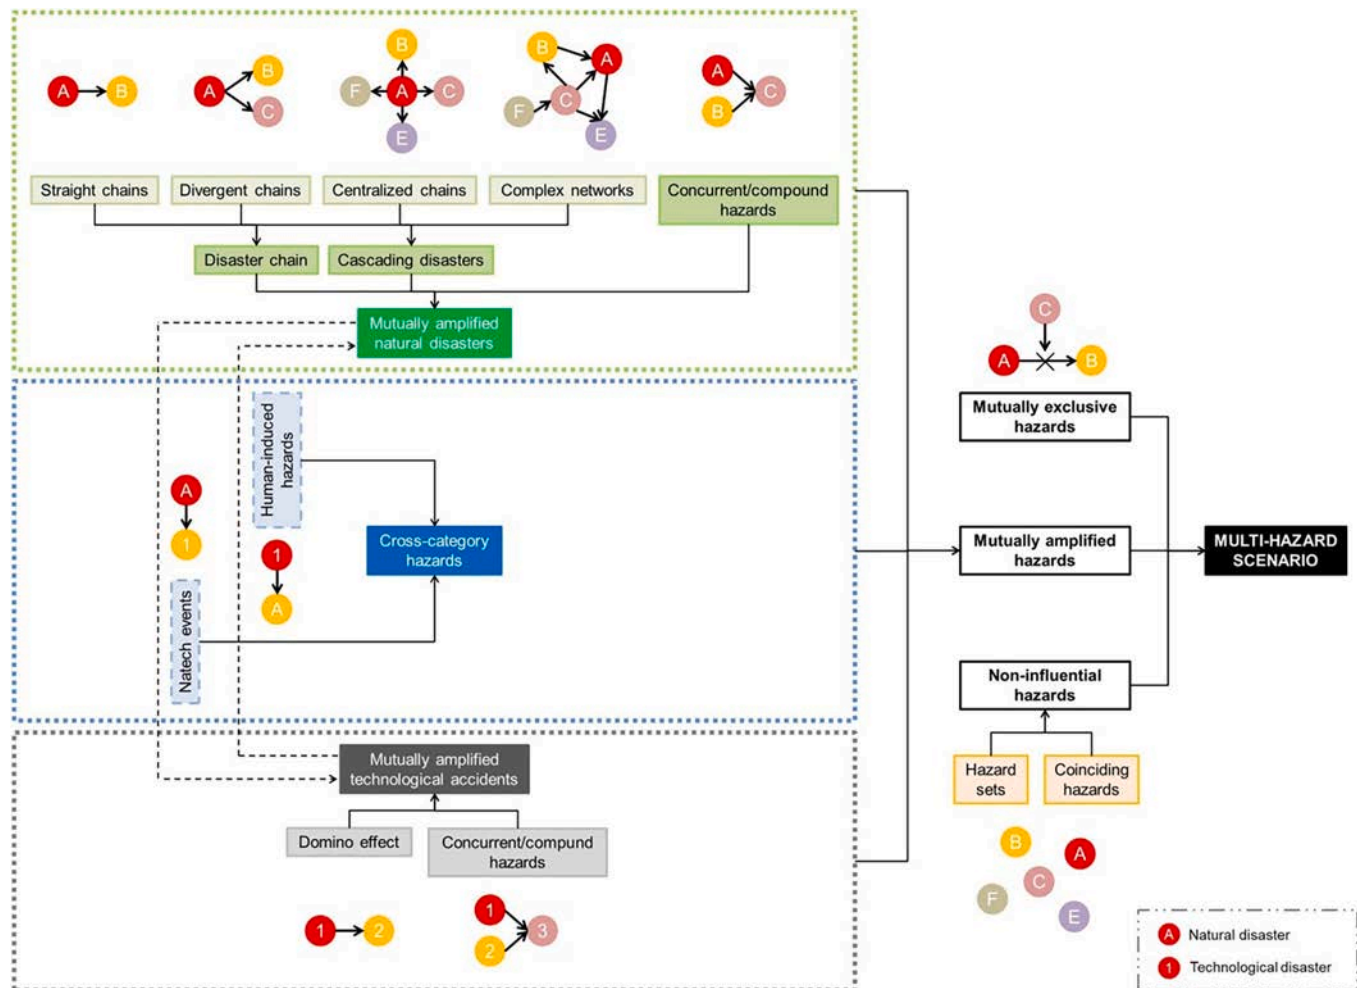 B
B
A
A
B
A
B
F
A
C
F
C
A
C
C
B
E
E
Straight chains
Divergent chains
Centralized chains
Complex networks
Concurrent/compound
hazards
Disaster chain
Cascading disasters
Mutually amplified
natural disasters
C
A
B
Mutually exclusive
hazards
Human-induced
hazards
A
1
1
A
Natech events
Cross-category
hazards
Mutually amplified
hazards
MULTI-HAZARD
SCENARIO
Non-influential
hazards
Hazard
sets
Coinciding
hazards
Mutually amplified
technological accidents
Domino effect
Concurrent/compund
hazards
1
2
1
2
3
B
A
C
F
E
A Natural disaster
1 Technological disaster